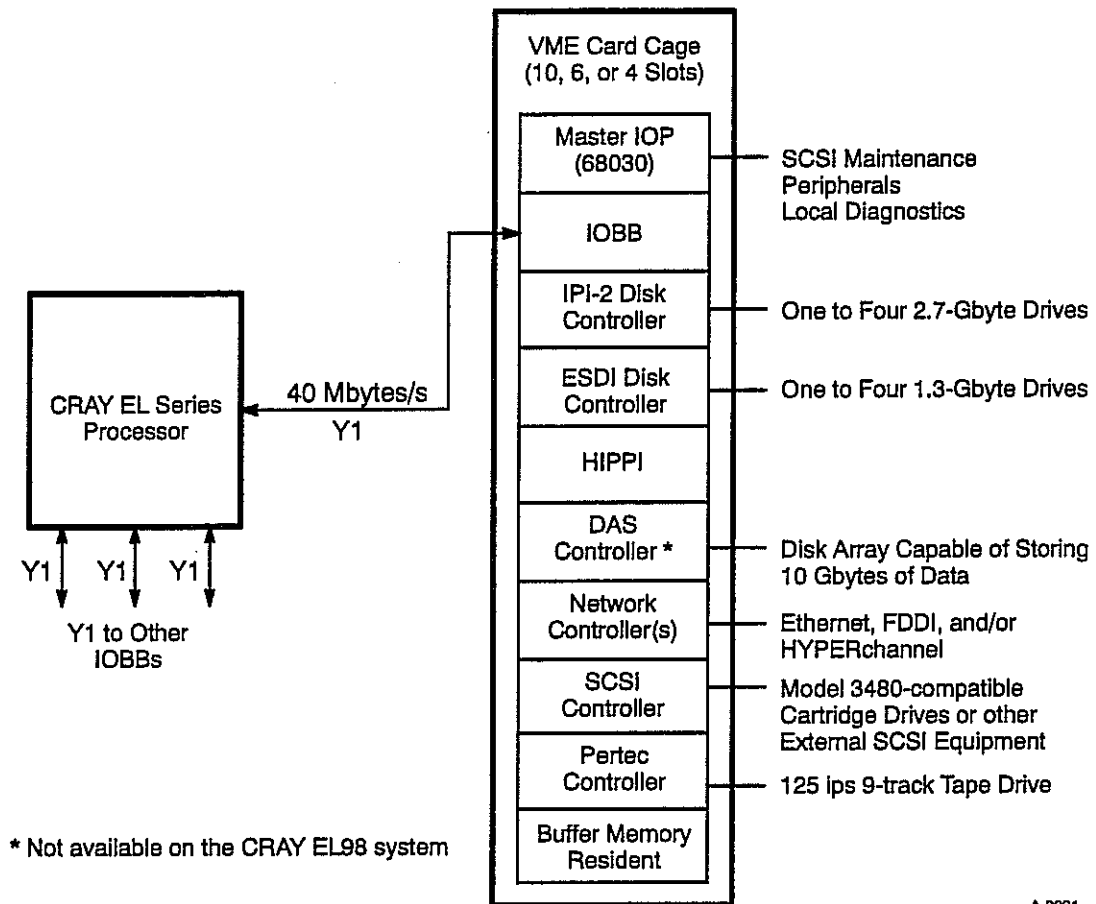 VME Card Cage
(10, 6, or 4 Slots)
Master IOP
(68030)
SCSI Maintenance
Peripherals
Local Diagnostics
IOBB
IPI-2 Disk
Controller
One to Four 2.7-Gbyte Drives
ESDI Disk
Controller
One to Four 1.3-Gbyte Drives
CRAY EL Series
Processor
40 Mbytes/s
Y1
HIPPI
DAS
Controller *
Disk Array Capable of Storing
10 Gbytes of Data
Y1 Y1 Y1
Y1 to Other
IOBBs
Network
Controller(s)
Ethernet, FDDI, and/or
HYPERchannel
SCSI
Controller
Model 3480-compatible
Cartridge Drives or other
External SCSI Equipment
Pertec
Controller
125 ips 9-track Tape Drive
Buffer Memory
Resident
* Not available on the CRAY EL98 system